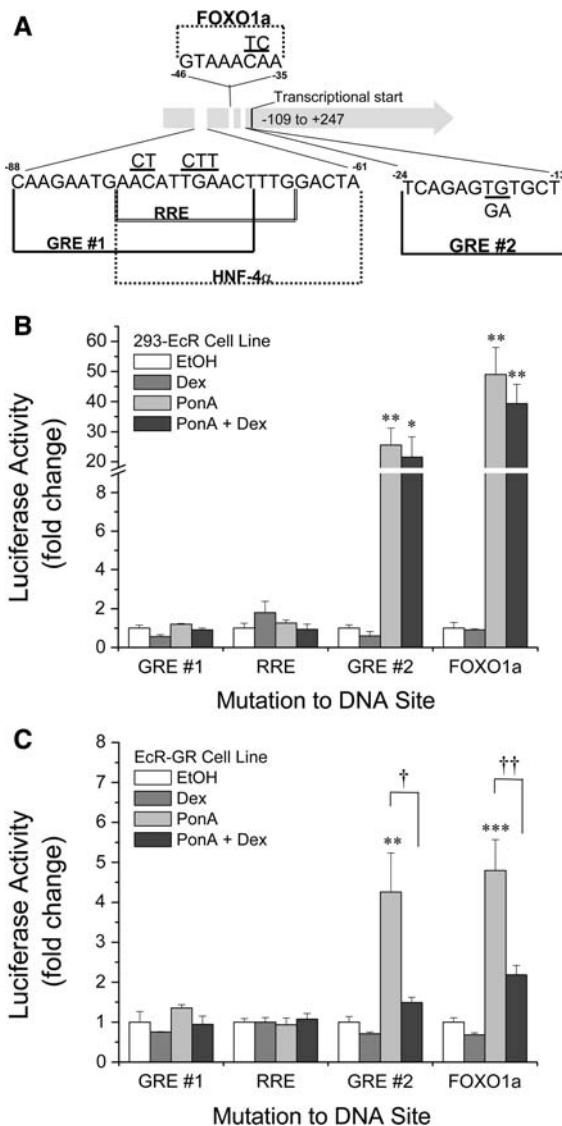 A
FOXO1a
TC
GTAAACAA
-46
-35
Transcriptional start
-109 to +247
-88
CT CTT
-61
-24
-13
CAAGAATGAACATTGAACTTTGGACTA
TCAGAGTGTGCT
GA
RRE
GRE #1
GRE #2
HNF-4α
B
293-EcR Cell Line
EtOH
Dex
PonA
PonA + Dex
Luciferase Activity
(fold change)
60
50
40
30
20
8
6
4
2
0
**
*
**
**
GRE #1 RRE GRE #2 FOXO1a
Mutation to DNA Site
C
EcR-GR Cell Line
EtOH
Dex
PonA
PonA + Dex
Luciferase Activity
(fold change)
8
7
6
5
4
3
2
1
0
†
**
††
***
GRE #1 RRE GRE #2 FOXO1a
Mutation to DNA Site